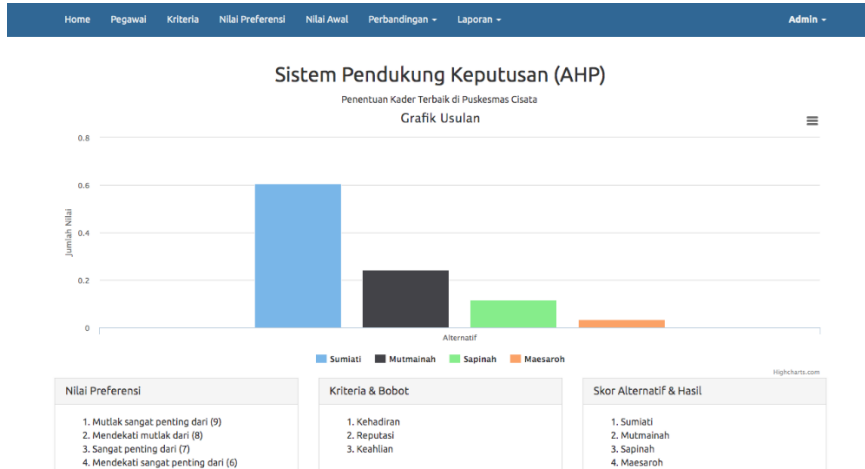 Home Pegawai Kriteria Nilai Preferensi Nilai Awal Perbandingan Laporan Admin
Sistem Pendukung Keputusan (AHP)
Penentuan Kader Terbaik di Puskesmas Cisata
Grafik Usulan
0.8
0.6
0.4
0.2
0
Jumlah Nilai
Alternatif
Sumiati Mutmainah Sapinah Maesaroh
Highcharts.com
Nilai Preferensi
1. Mutlak sangat penting dari (9)
2. Mendekati mutlak dari (8)
3. Sangat penting dari (7)
4. Mendekati sangat penting dari (6)
Kriteria & Bobot
1. Kehadiran
2. Reputasi
3. Keahlian
Skor Alternatif & Hasil
1. Sumiati
2. Mutmainah
3. Sapinah
4. Maesaroh